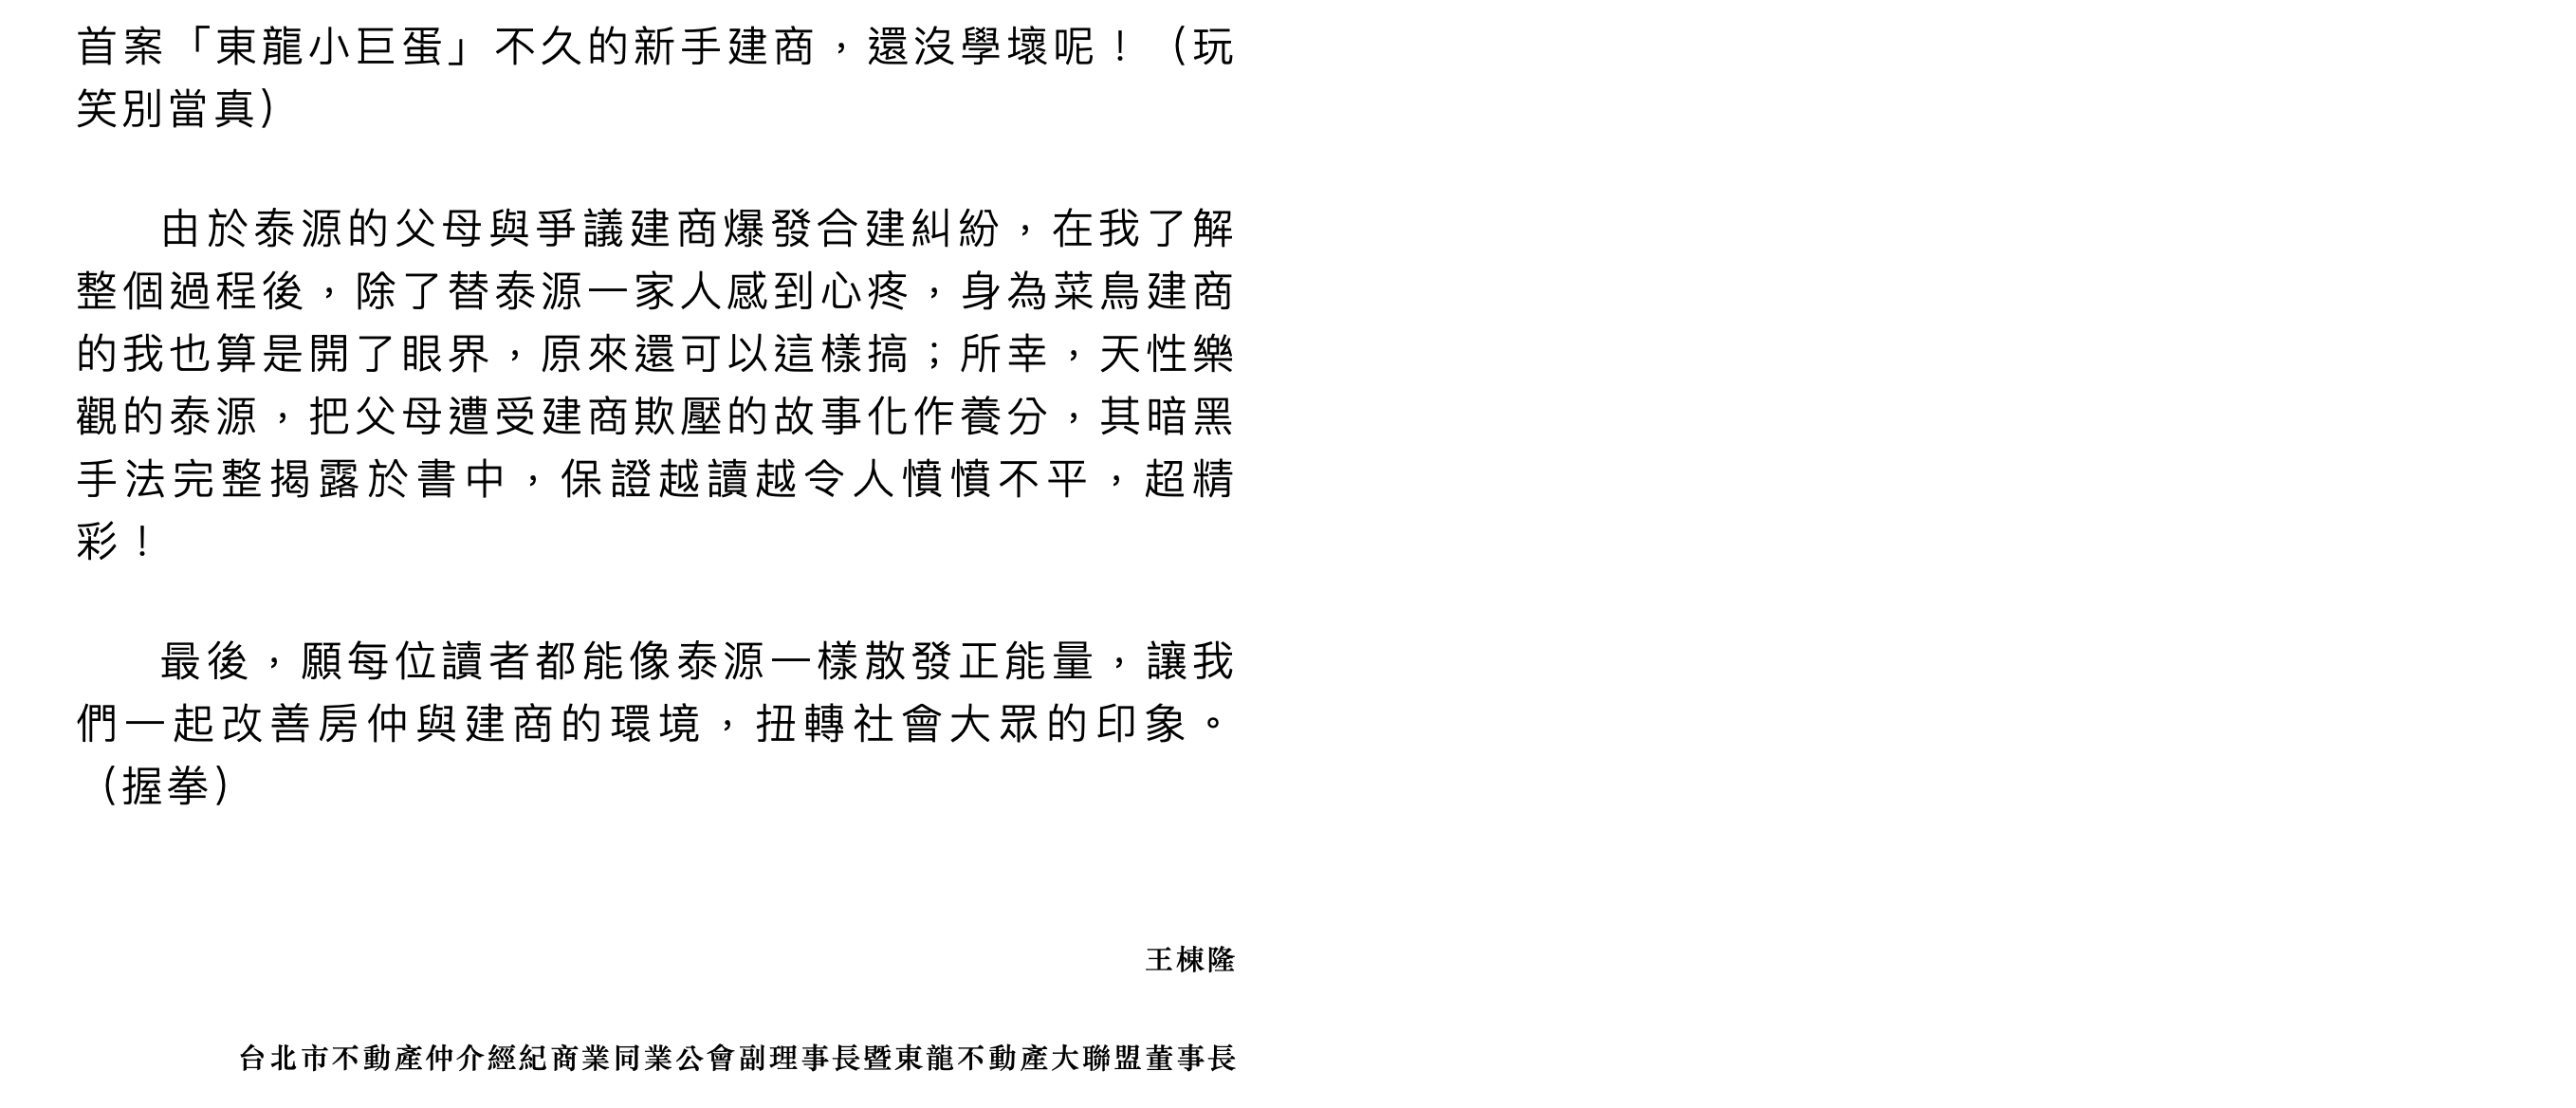 首案「東龍小巨蛋」不久的新手建商，還沒學壞呢！（玩
笑別當真）
由於泰源的父母與爭議建商爆發合建糾紛，在我了解
整個過程後，除了替泰源一家人感到心疼，身為菜鳥建商
的我也算是開了眼界，原來還可以這樣搞；所幸，天性樂
觀的泰源，把父母遭受建商欺壓的故事化作養分，其暗黑
手法完整揭露於書中，保證越讀越令人憤憤不平，超精
彩！
最後，願每位讀者都能像泰源一樣散發正能量，讓我
們一起改善房仲與建商的環境，扭轉社會大眾的印象。
（握拳）
王棟隆
台北市不動產仲介經紀商業同業公會副理事長暨東龍不動產大聯盟董事長